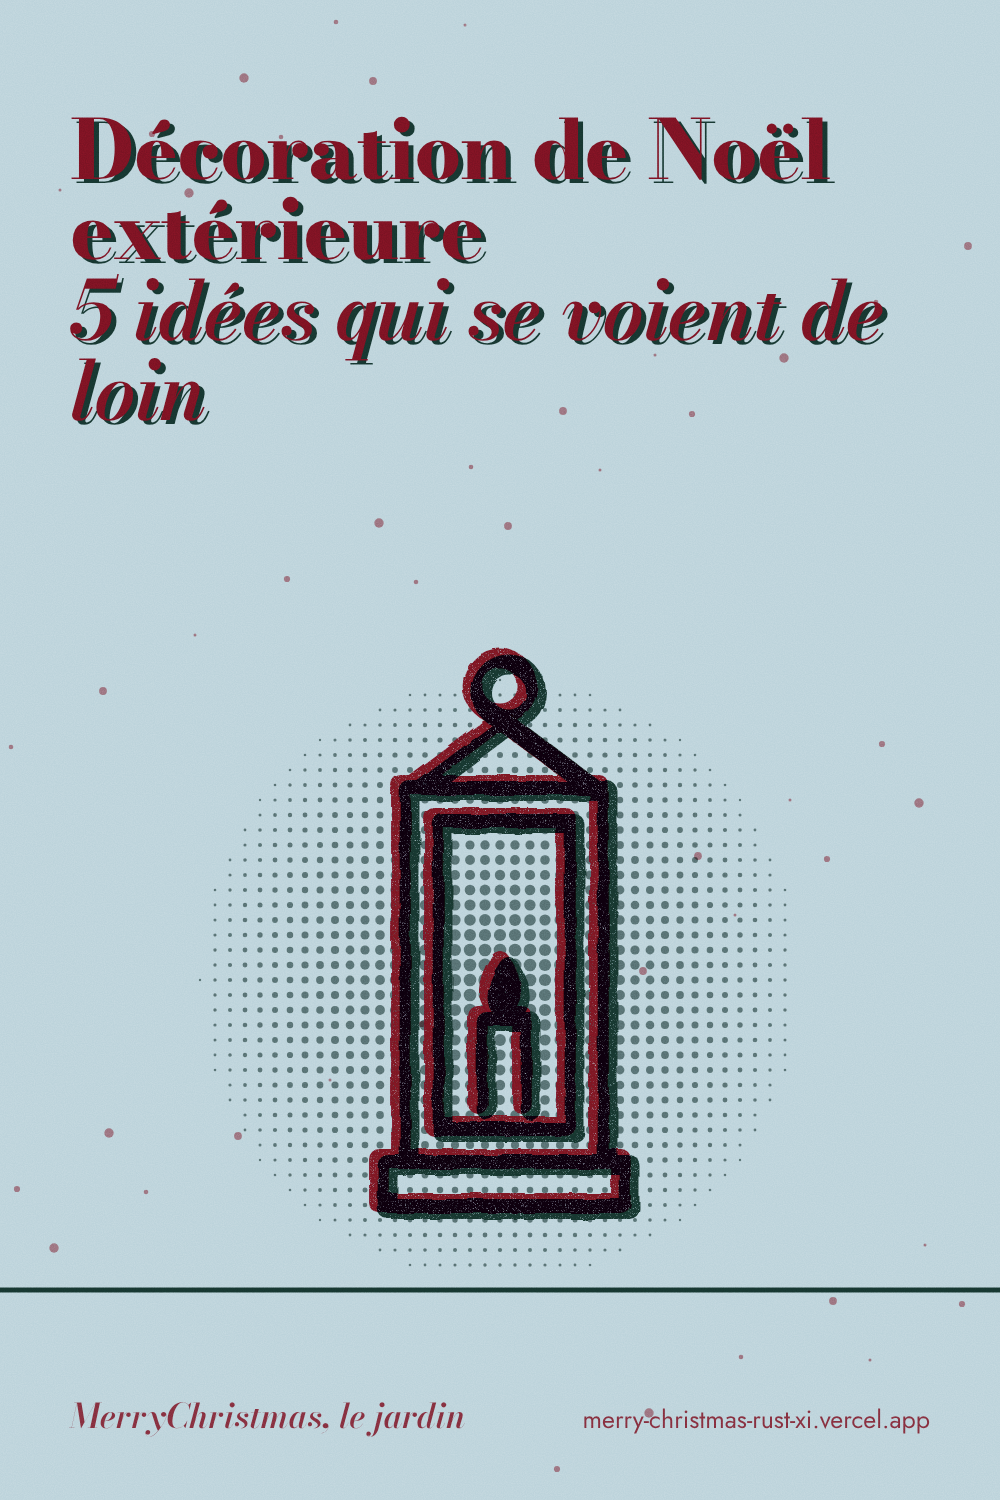 Décoration de Noël
extérieure
5 idées qui se voient de
loin
MerryChristmas, le jardin
merry-christmas-rust-xi.vercel.app